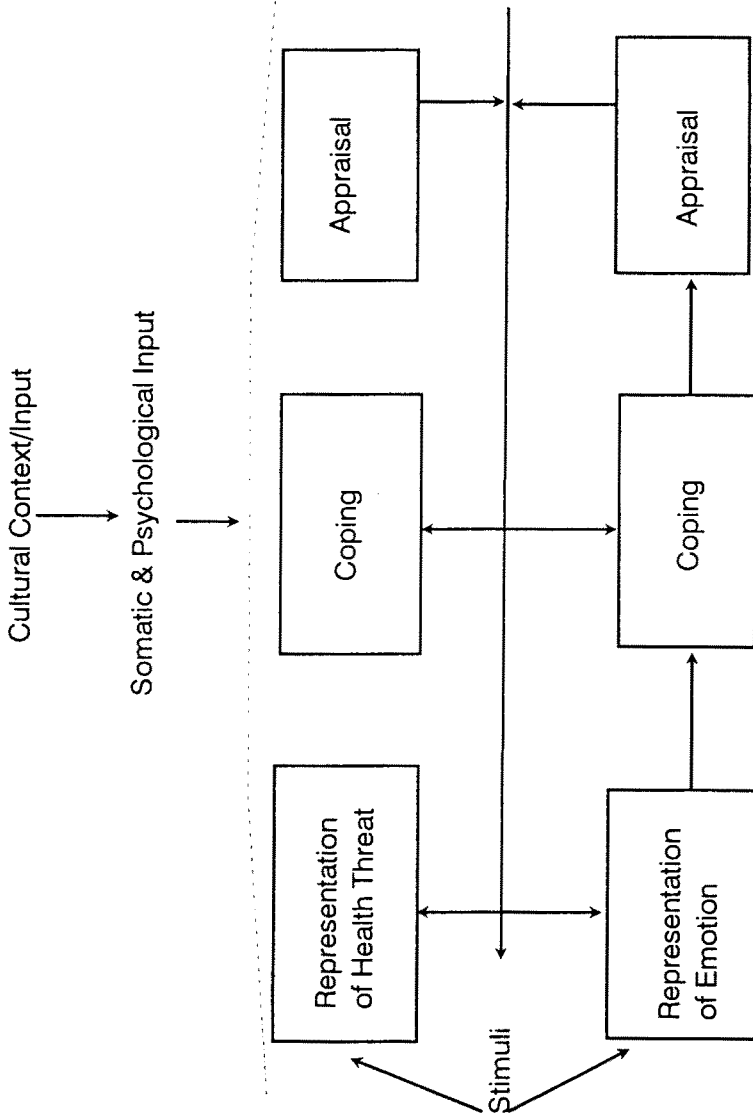 Cultural Context/Input
Somatic & Psychological Input
Representation
of Health Threat
Coping
Appraisal
Stimuli
Representation
of Emotion
Coping
Appraisal